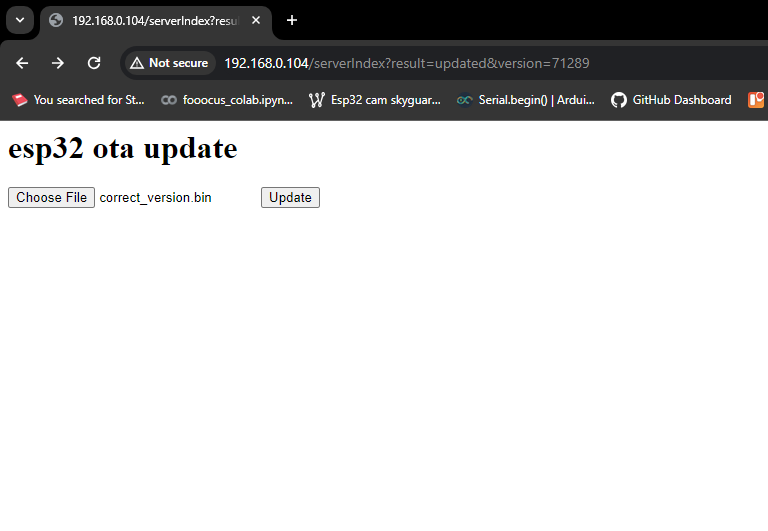 192.168.0.104/serverIndex?resu
Not secure 192.168.0.104/serverIndex?result=updated&version=71289
You searched for St... fooocus_colab.ipyn... Esp32 cam skyguar... Serial.begin() | Ardui... GitHub Dashboard
esp32 ota update
Choose File correct_version.bin Update